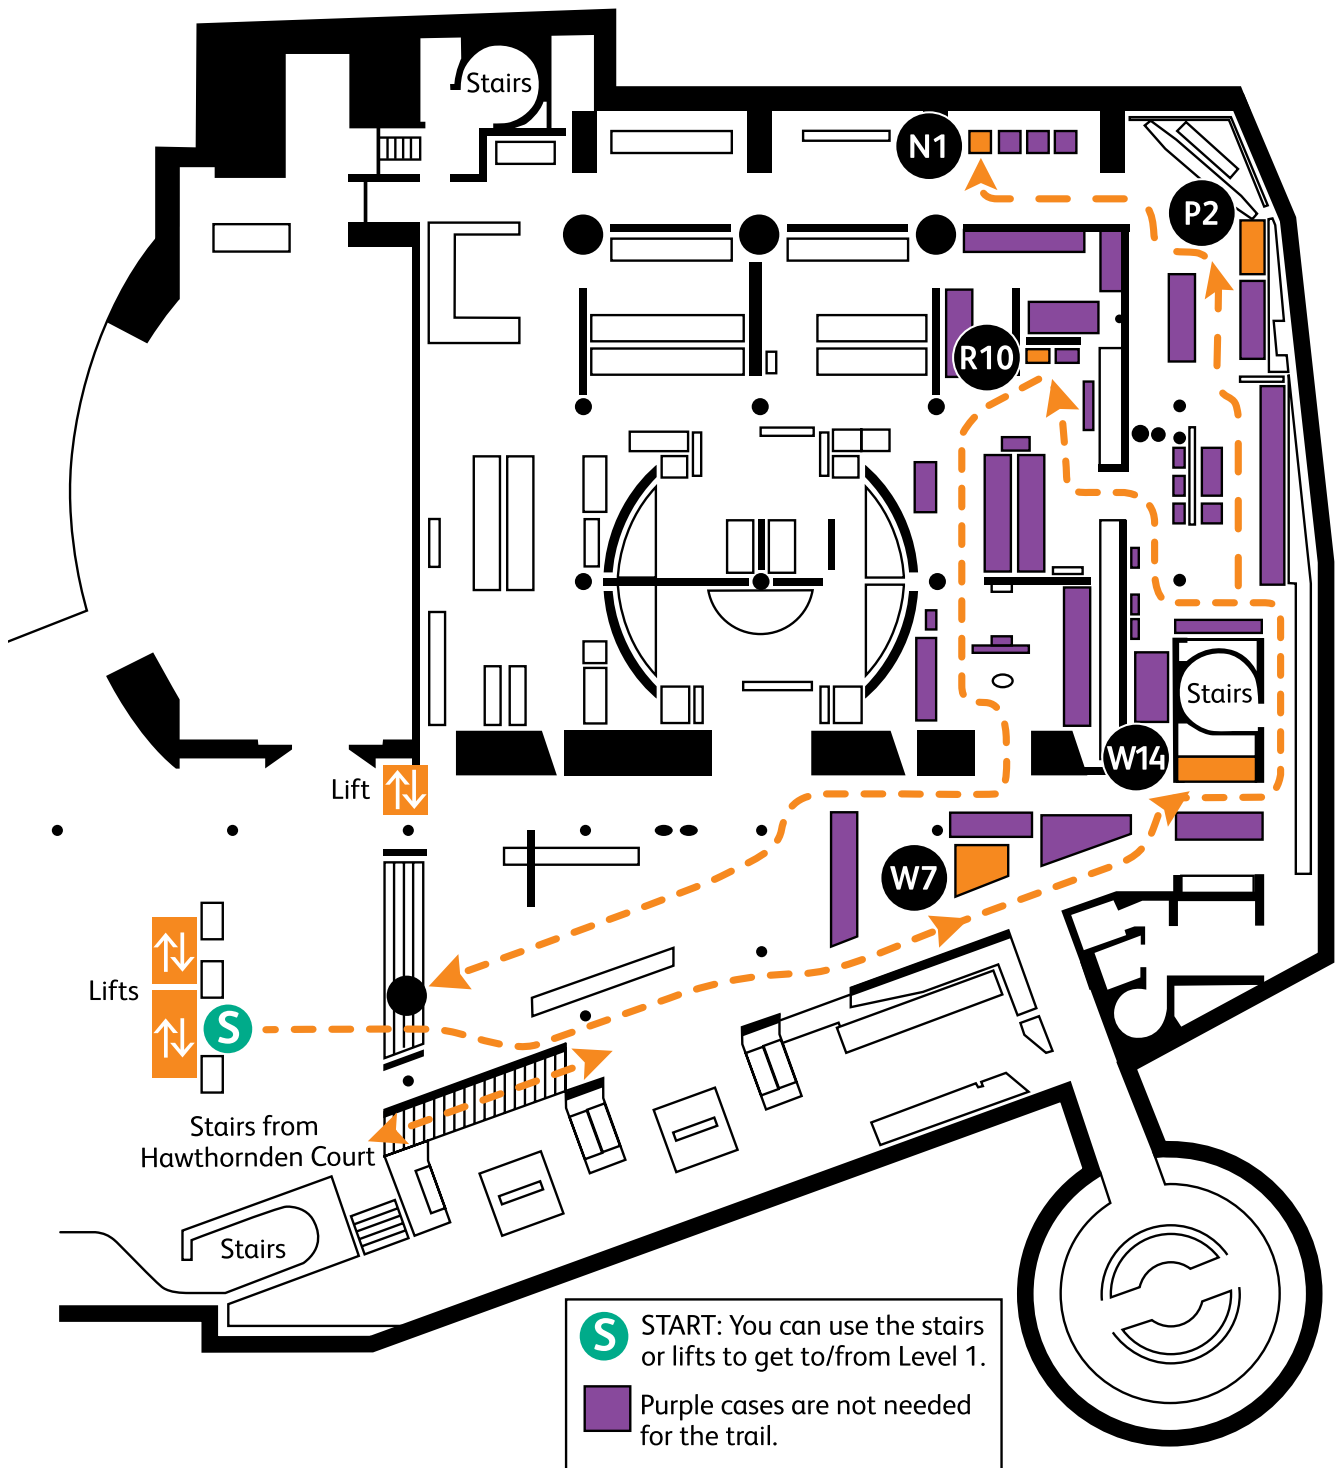 Stairs
N1
P2
R10
Stairs
W14
Lift
W7
Lifts
S
Stairs from
Hawthornden Court
Stairs
S
START: You can use the stairs
or lifts to get to/from Level 1.
Purple cases are not needed
for the trail.